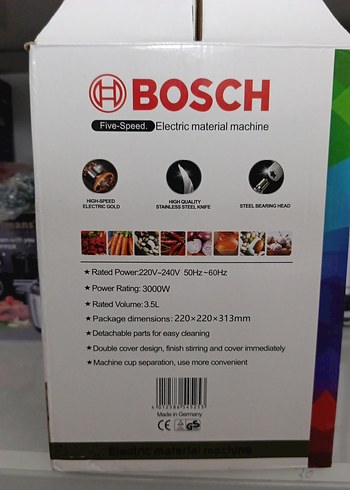 BOSCH
Five-Speed. Electric material machine
HIGH-SPEED
ELECTRIC GOLD
HIGH QUALITY
STAINLESS STEEL KNIFE
STEEL BEARING HEAD
★ Rated Power:220V~240V 50Hz~60Hz
★ Power Rating: 3000W
★ Rated Volume: 3.5L
★ Package dimensions: 220×220×313mm
★ Detachable parts for easy cleaning
★ Double cover design, finish stirring and cover immediately
★ Machine cup separation, use more convenient
Made in Germany
CE GS
Electric material machine